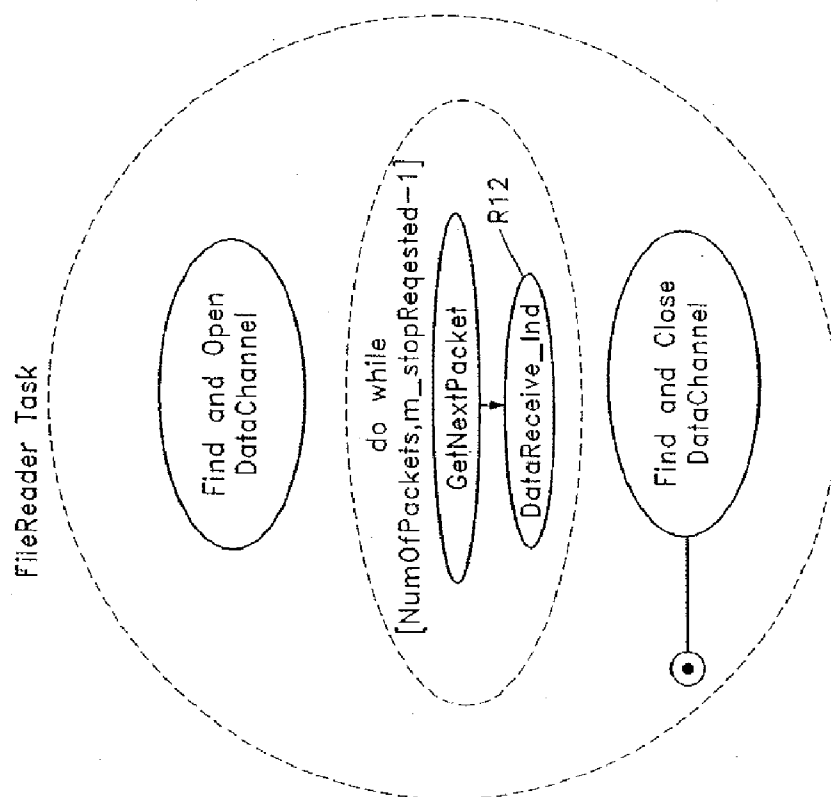 FileReader Task
Find and Open
DataChannel
do while
[NumOfPackets,m_stopReqested-1]
GetNextPacket
DataReceive_Ind
R12
Find and Close
DataChannel